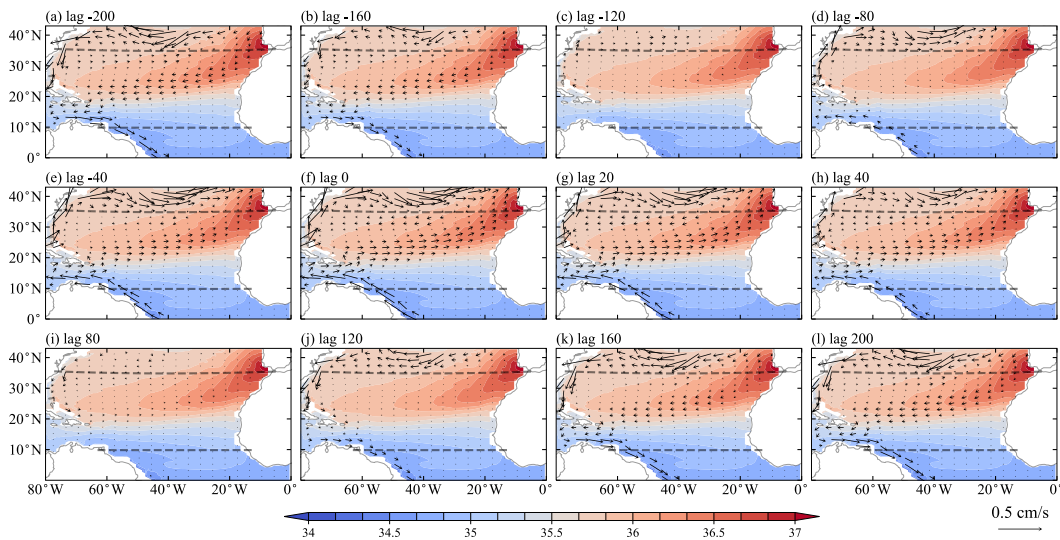 (a) lag -200 (b) lag -160 (c) lag -120 (d) lag -80
40°N
30°N
20°N
10°N
0°
(e) lag -40 (f) lag 0 (g) lag 20 (h) lag 40
40°N
30°N
20°N
10°N
0°
(i) lag 80 (j) lag 120 (k) lag 160 (l) lag 200
40°N
30°N
20°N
10°N
80°W 60°W 40°W 20°W 0° 60°W 40°W 20°W 0° 60°W 40°W 20°W 0° 60°W 40°W 20°W 0°
34 34.5 35 35.5 36 36.5 37
0.5 cm/s